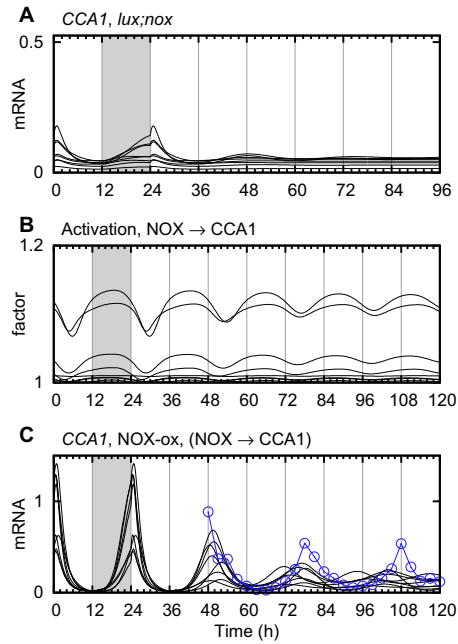 A CCA1, lux;nox
0.5
mRNA
0
0 12 24 36 48 60 72 84 96
B Activation, NOX → CCA1
1.2
factor
1
0 12 24 36 48 60 72 84 96 108 120
C CCA1, NOX-ox, (NOX → CCA1)
1
mRNA
0
0 12 24 36 48 60 72 84 96 108 120
Time (h)